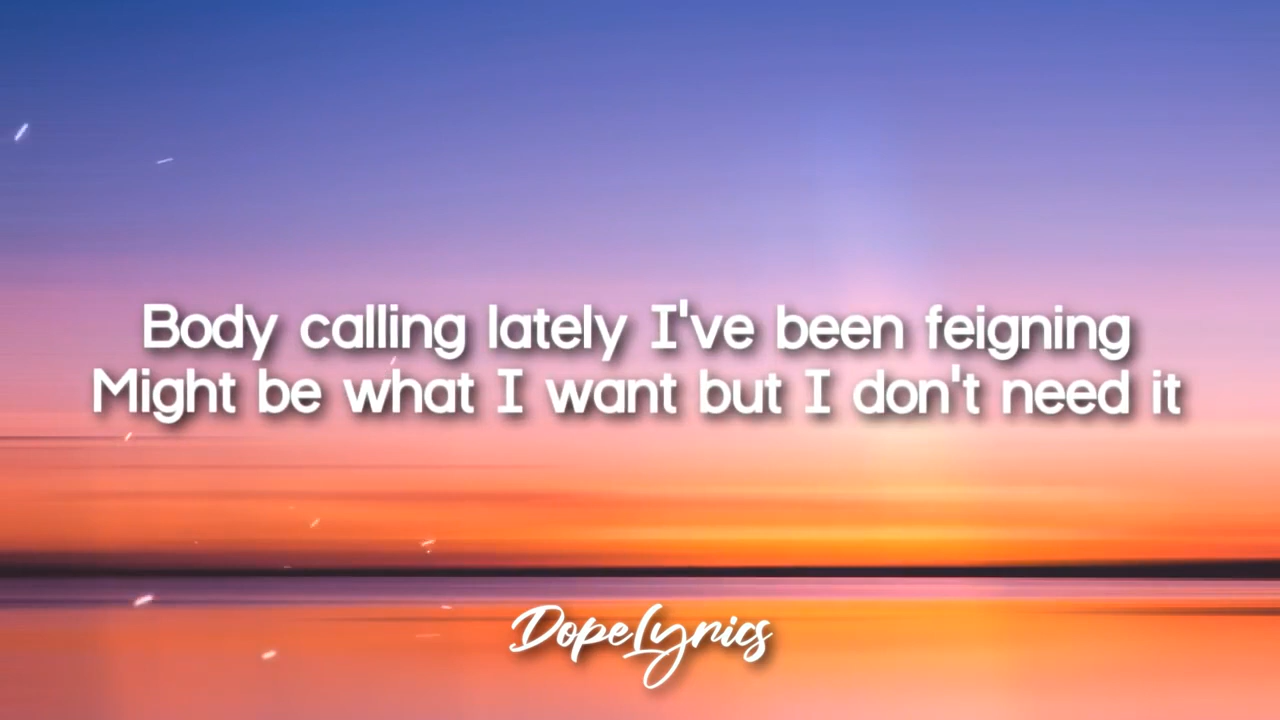 Body calling lately I've been feigning
Might be what I want but I don't need it
DopeLyrics